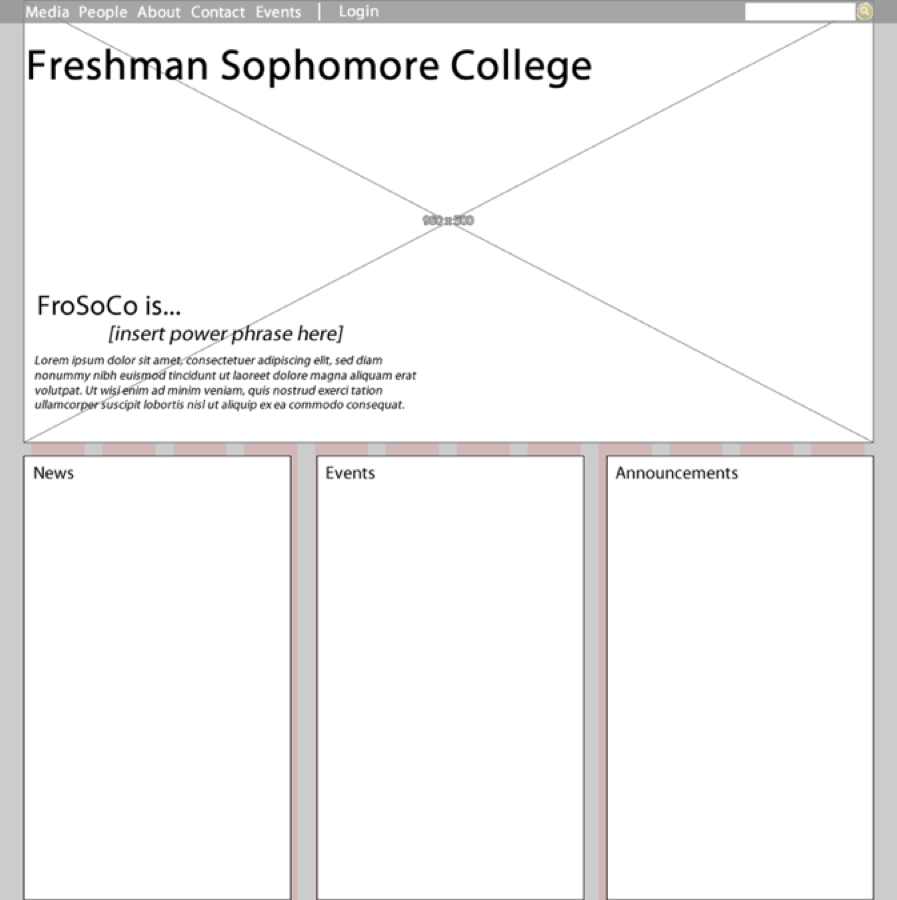 Media People About Contact Events | Login
Freshman Sophomore College
960 x 500
FroSoCo is...
[insert power phrase here]
Lorem ipsum dolor sit amet, consectetuer adipiscing elit, sed diam
nonummy nibh euismod tincidunt ut laoreet dolore magna aliquam erat
volutpat. Ut wisi enim ad minim veniam, quis nostrud exerci tation
ullamcorper suscipit lobortis nisl ut aliquip ex ea commodo consequat.
News
Events
Announcements